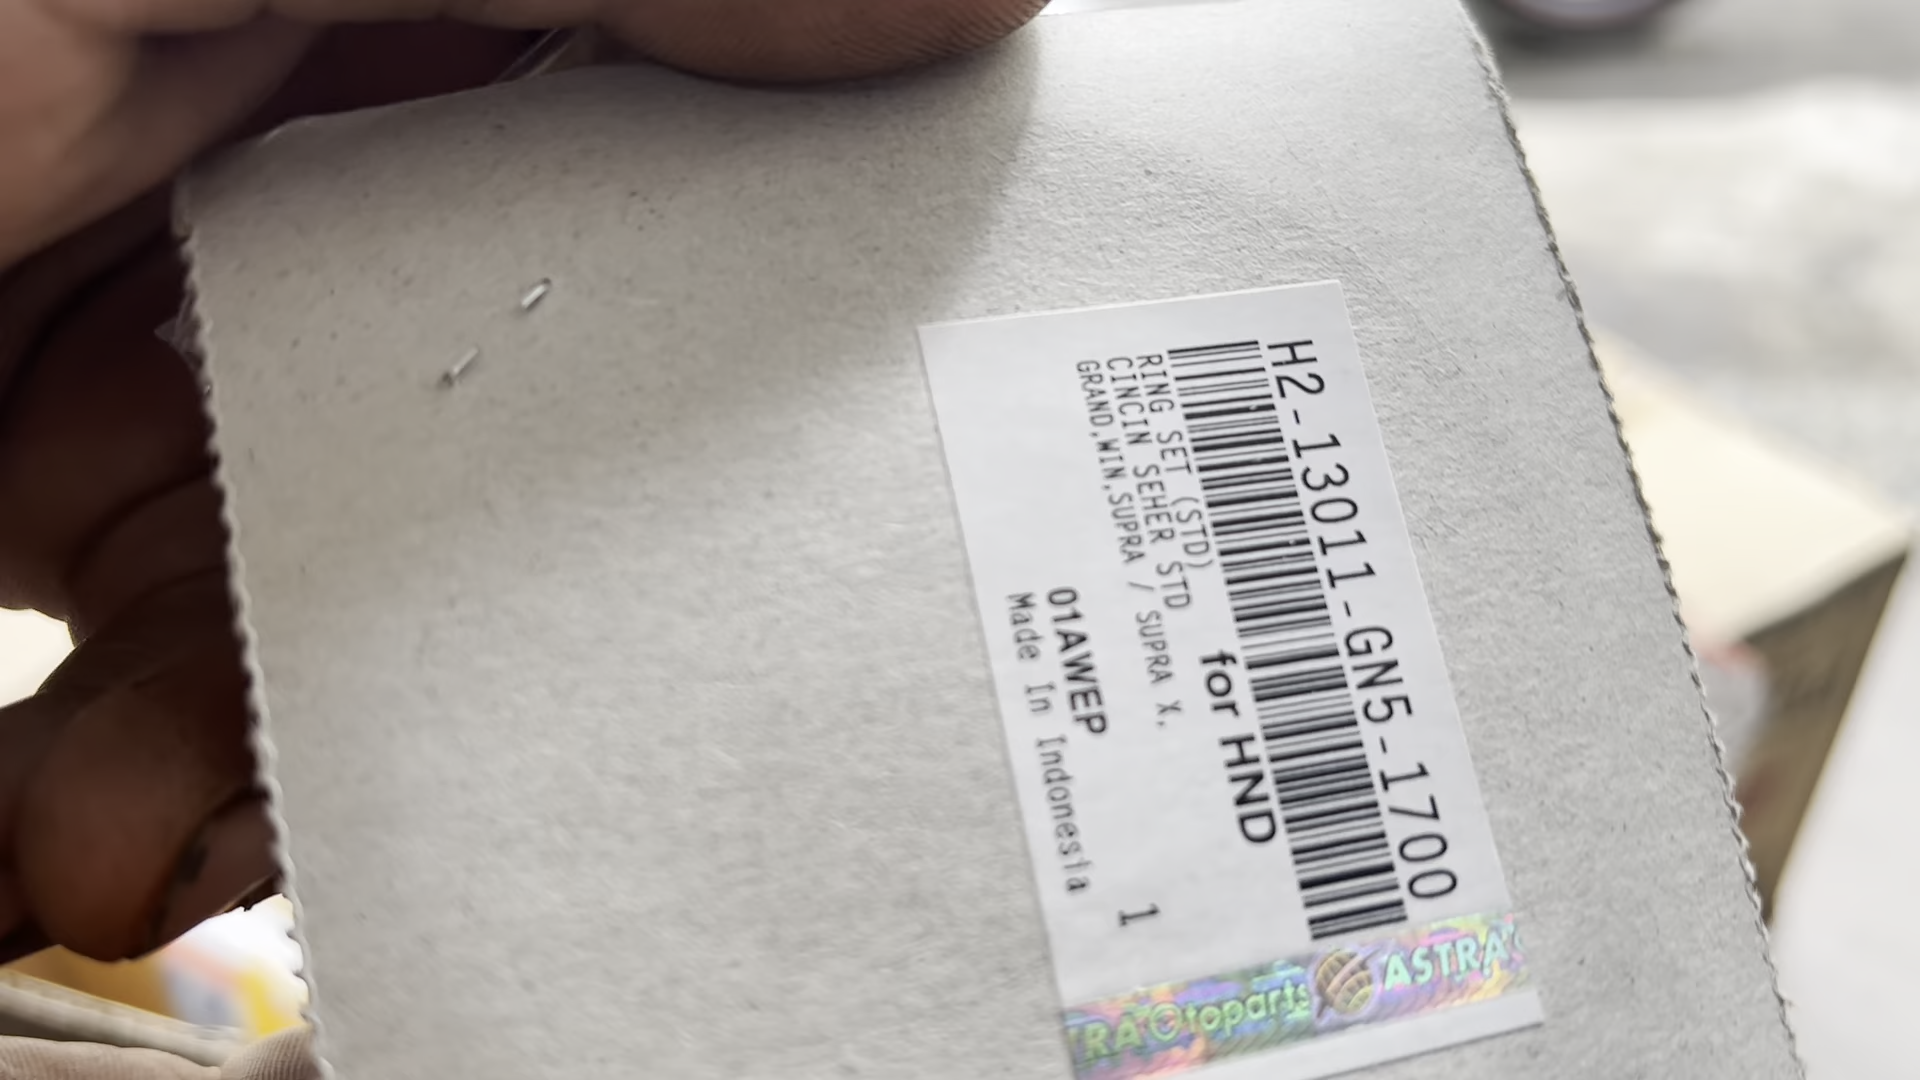 H2-13011-GN5-1700
RING SET (STD)
for HND
CINCIN SEHER STD
GRAND,WIN,SUPRA / SUPRA X.
01AWEP
1
Made In Indonesia
RA Otoparts ASTRA